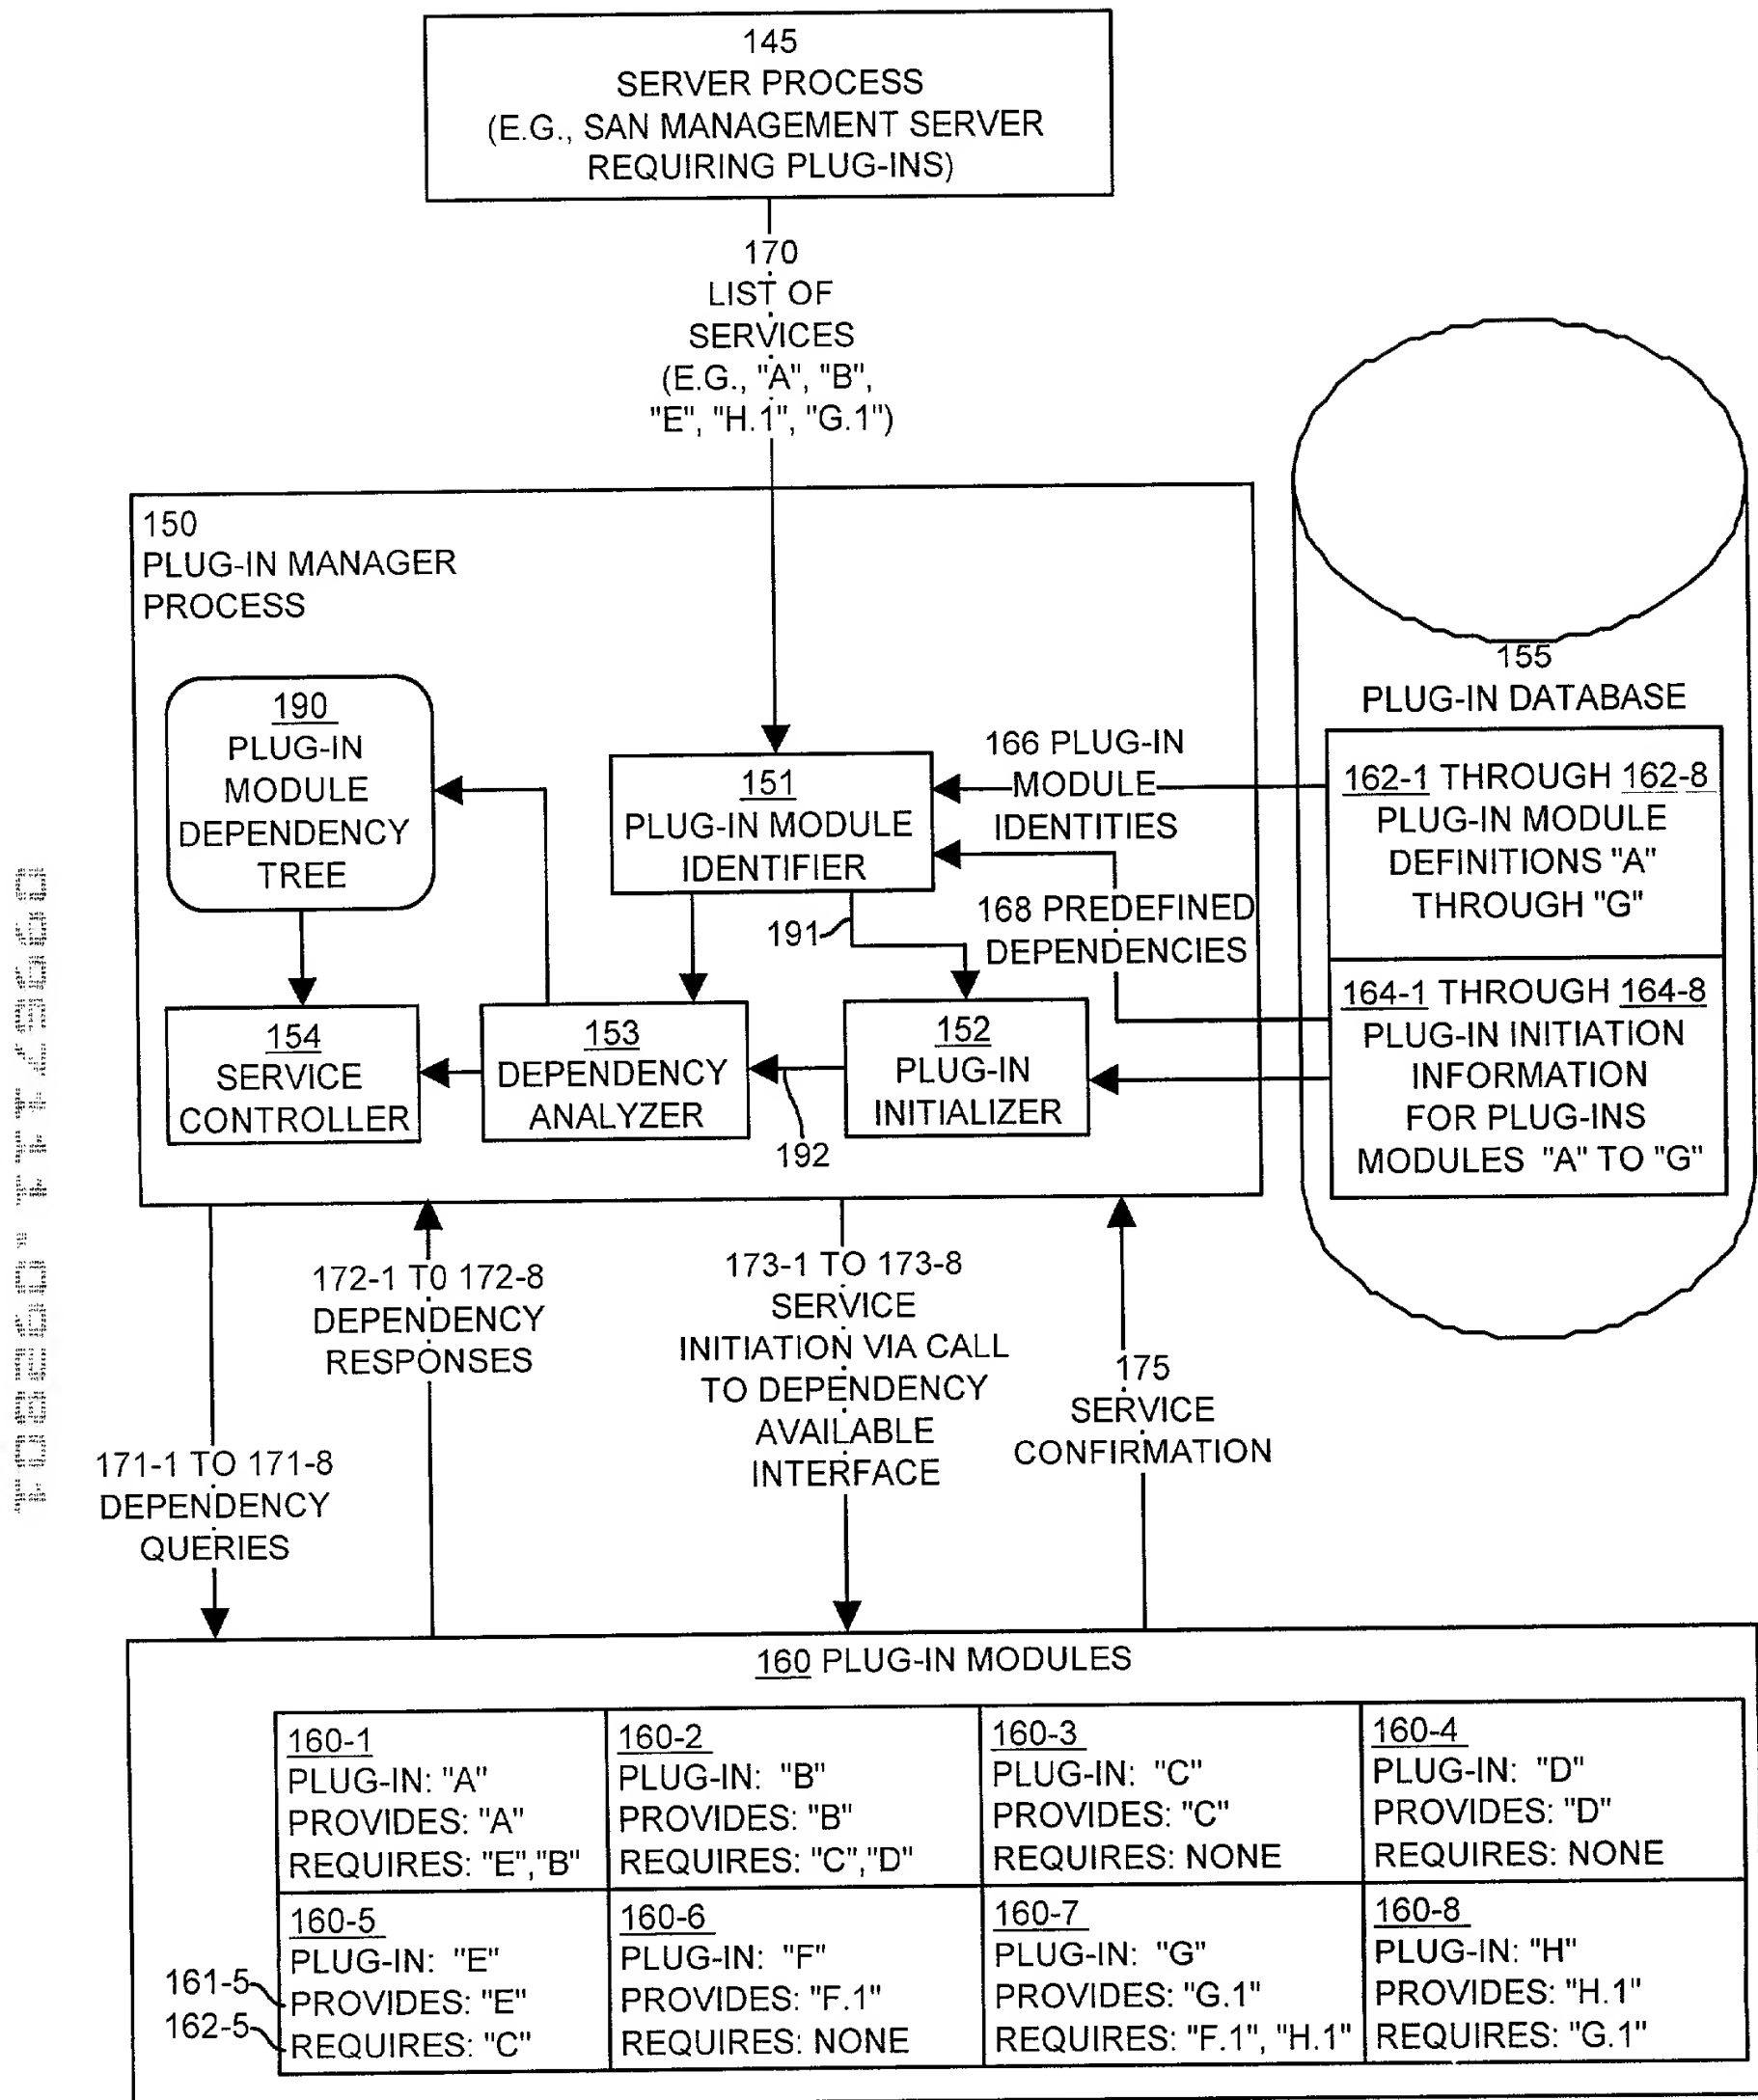 145
SERVER PROCESS
(E.G., SAN MANAGEMENT SERVER
REQUIRING PLUG-INS)
170
LIST OF
SERVICES
(E.G., "A", "B",
"E", "H.1", "G.1")
150
PLUG-IN MANAGER
PROCESS
155
PLUG-IN DATABASE
190
PLUG-IN
MODULE
DEPENDENCY
TREE
151
PLUG-IN MODULE
IDENTIFIER
166 PLUG-IN
MODULE
IDENTITIES
162-1 THROUGH 162-8
PLUG-IN MODULE
DEFINITIONS "A"
THROUGH "G"
191
168 PREDEFINED
DEPENDENCIES
164-1 THROUGH 164-8
PLUG-IN INITIATION
INFORMATION
FOR PLUG-INS
MODULES "A" TO "G"
154
SERVICE
CONTROLLER
153
DEPENDENCY
ANALYZER
152
PLUG-IN
INITIALIZER
192
171-1 TO 171-8
DEPENDENCY
QUERIES
172-1 TO 172-8
DEPENDENCY
RESPONSES
173-1 TO 173-8
SERVICE
INITIATION VIA CALL
TO DEPENDENCY
AVAILABLE
INTERFACE
175
SERVICE
CONFIRMATION
160 PLUG-IN MODULES
160-1
PLUG-IN: "A"
PROVIDES: "A"
REQUIRES: "E","B"
160-2
PLUG-IN: "B"
PROVIDES: "B"
REQUIRES: "C","D"
160-3
PLUG-IN: "C"
PROVIDES: "C"
REQUIRES: NONE
160-4
PLUG-IN: "D"
PROVIDES: "D"
REQUIRES: NONE
160-5
PLUG-IN: "E"
161-5
PROVIDES: "E"
162-5
REQUIRES: "C"
160-6
PLUG-IN: "F"
PROVIDES: "F.1"
REQUIRES: NONE
160-7
PLUG-IN: "G"
PROVIDES: "G.1"
REQUIRES: "F.1", "H.1"
160-8
PLUG-IN: "H"
PROVIDES: "H.1"
REQUIRES: "G.1"